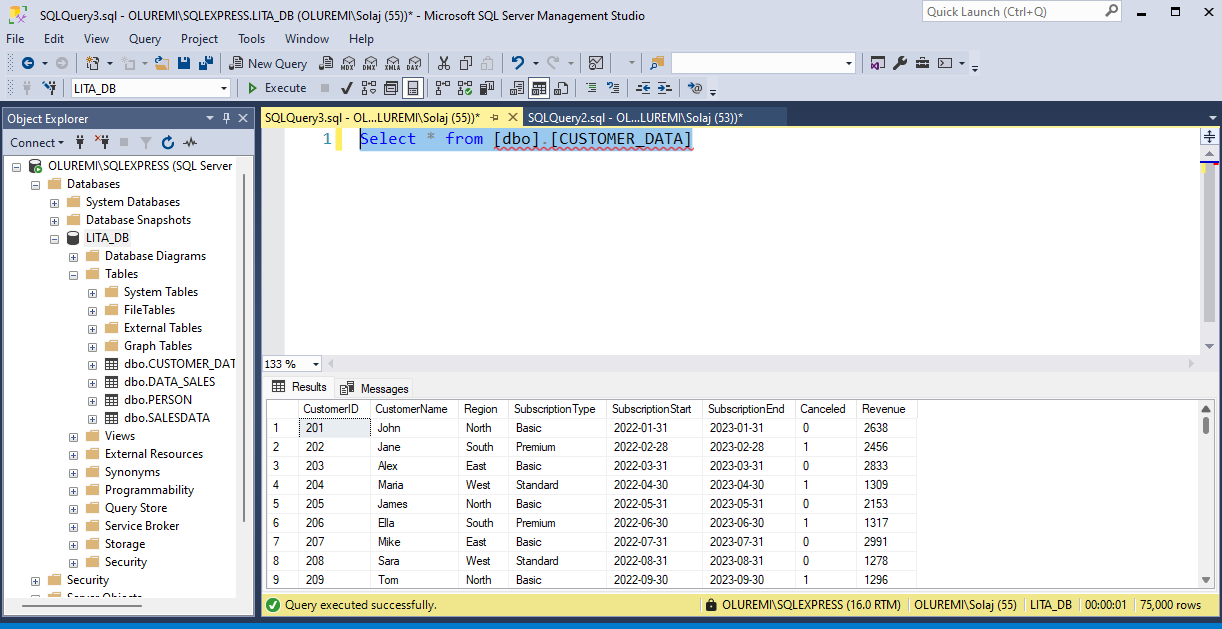 SQLQuery3.sql - OLUREMI\SQLEXPRESS.LITA_DB (OLUREMI\Solaj (55))* - Microsoft SQL Server Management Studio
Quick Launch (Ctrl+Q)
File Edit View Query Project Tools Window Help
New Query
MDX DMX XMLA DAX
LITA_DB Execute
Object Explorer
SQLQuery3.sql - OL...LUREMI\Solaj (55))* SQLQuery2.sql - OL...LUREMI\Solaj (53))*
Connect
1 Select * from [dbo].[CUSTOMER_DATA]
OLUREMI\SQLEXPRESS (SQL Server
Databases
System Databases
Database Snapshots
LITA_DB
Database Diagrams
Tables
System Tables
FileTables
External Tables
Graph Tables
dbo.CUSTOMER_DAT
dbo.DATA_SALES
dbo.PERSON
dbo.SALESDATA
Views
External Resources
Synonyms
Programmability
Query Store
Service Broker
Storage
Security
Security
Server Objects
133 %
Results Messages
CustomerID CustomerName Region SubscriptionType SubscriptionStart SubscriptionEnd Canceled Revenue
1 201 John North Basic 2022-01-31 2023-01-31 0 2638
2 202 Jane South Premium 2022-02-28 2023-02-28 1 2456
3 203 Alex East Basic 2022-03-31 2023-03-31 0 2833
4 204 Maria West Standard 2022-04-30 2023-04-30 1 1309
5 205 James North Basic 2022-05-31 2023-05-31 0 2153
6 206 Ella South Premium 2022-06-30 2023-06-30 1 1317
7 207 Mike East Basic 2022-07-31 2023-07-31 0 2991
8 208 Sara West Standard 2022-08-31 2023-08-31 0 1278
9 209 Tom North Basic 2022-09-30 2023-09-30 1 1296
Query executed successfully. OLUREMI\SQLEXPRESS (16.0 RTM) OLUREMI\Solaj (55) LITA_DB 00:00:01 75,000 rows